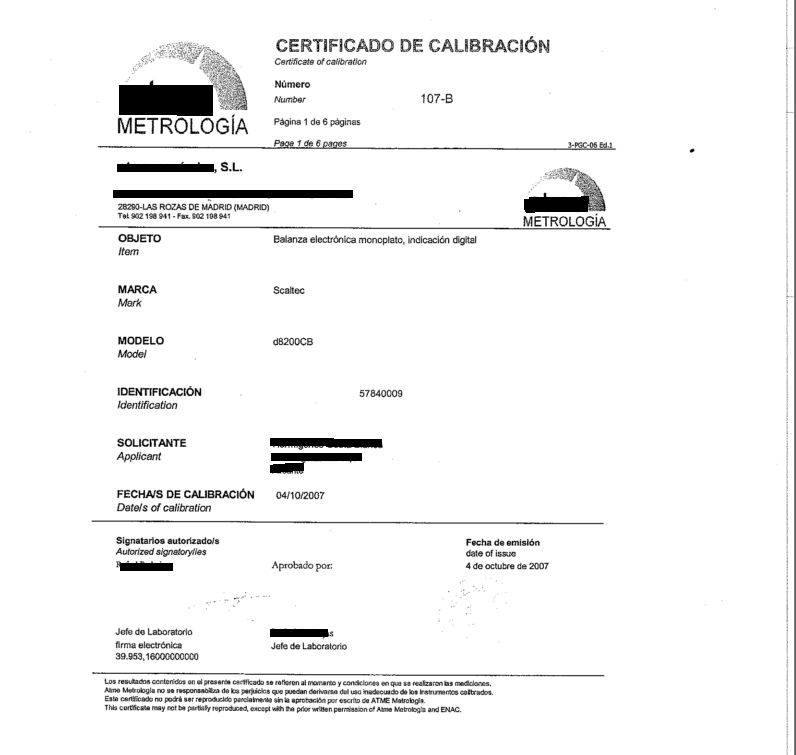 CERTIFICADO DE CALIBRACIÓN
Certificate of calibration
METROLOGÍA
Número
Number
107-B
Página 1 de 6 páginas
Page 1 de 6 pages
3-PGC-06 Ed.1
, S.L.
28290-LAS ROZAS DE MADRID (MADRID)
Tel. 902 198 941 - Fax. 902 198 941
METROLOGÍA
OBJETO
Balanza electrónica monoplato, indicación digital
Item
MARCA
Scaltec
Mark
MODELO
d8200CB
Model
IDENTIFICACIÓN
57840009
Identification
SOLICITANTE
Applicant
FECHA/S DE CALIBRACIÓN
04/10/2007
Date/s of calibration
Signatarios autorizado/s
Autorized signatory/ies
Aprobado por:
Fecha de emisión
date of issue
4 de octubre de 2007
Jefe de Laboratorio
firma electrónica
39.953,16000000000
Jefe de Laboratorio
Los resultados contenidos en el presente certificado se refieren al momento y condiciones en que se realizaron las mediciones.
Atme Metrología no se responsabiliza de los perjuicios que puedan derivarse del uso inadecuado de los instrumentos calibrados.
Este certificado no podrá ser reproducido parcialmente sin la aprobación por escrito de ATME Metrología.
This certificate may not be partially reproduced, except with the prior written permission of Atme Metrología and ENAC.